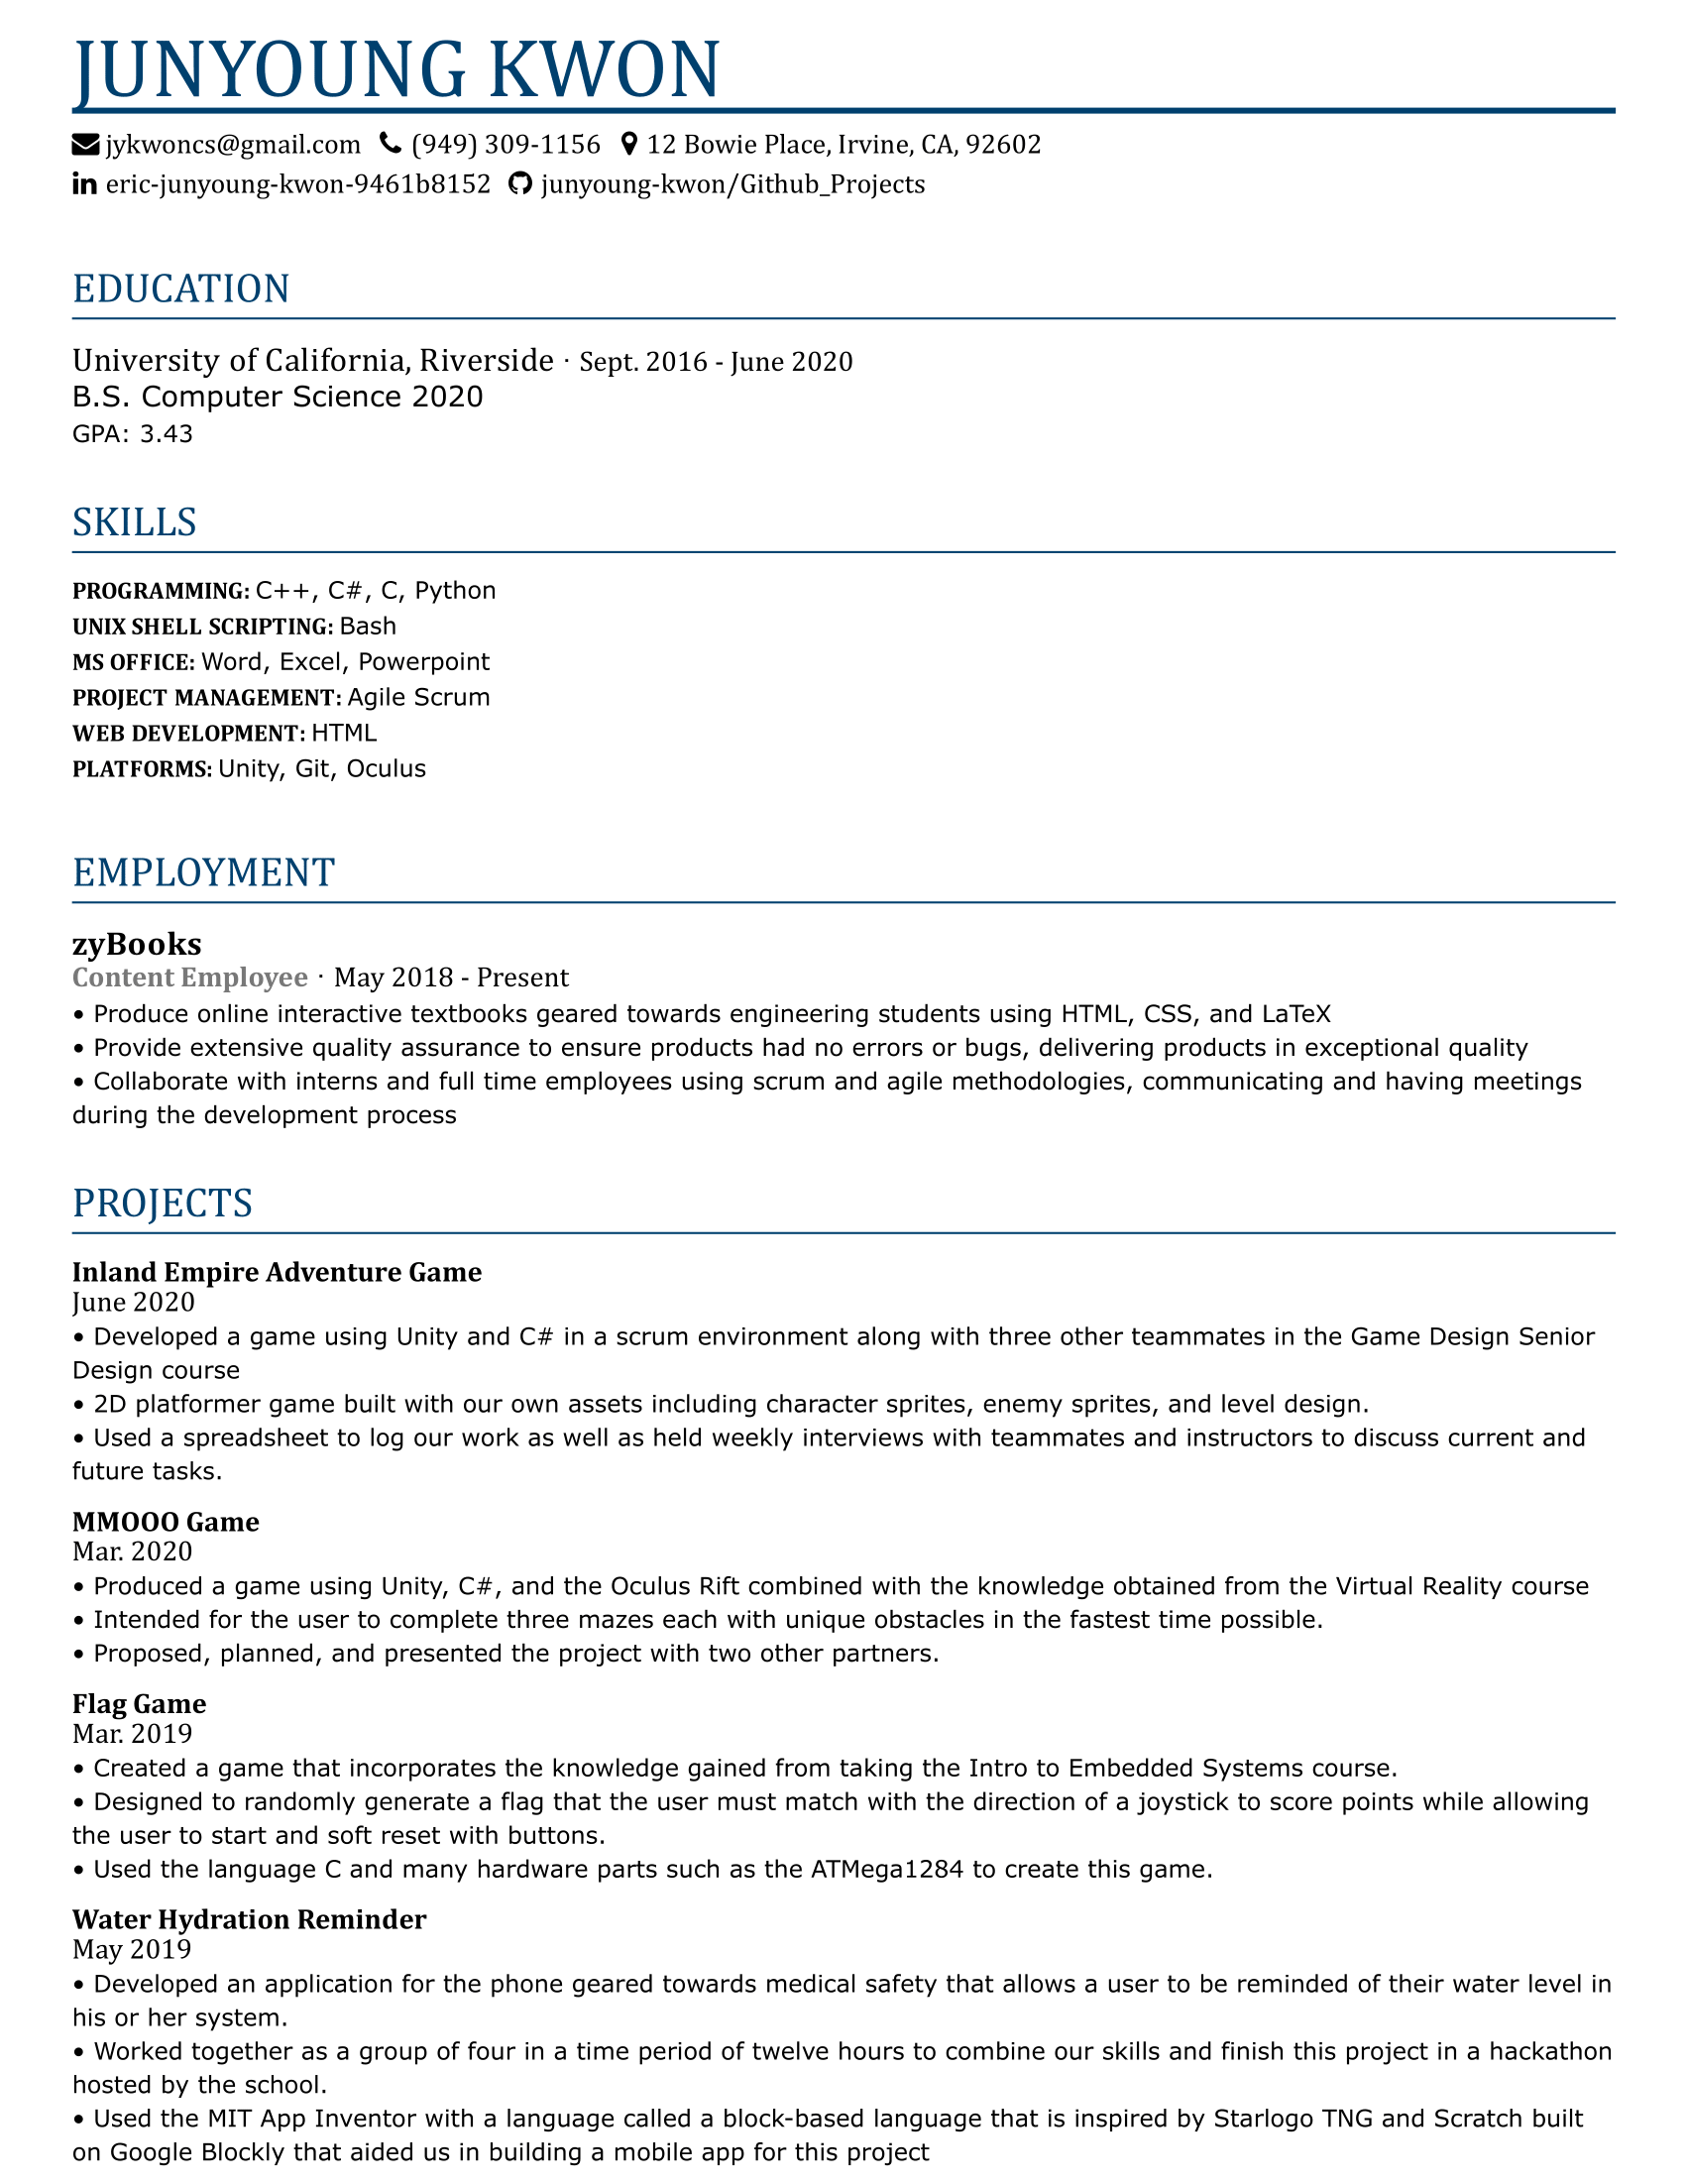 JUNYOUNG KWON
jykwoncs@gmail.com (949) 309-1156 12 Bowie Place, Irvine, CA, 92602
eric-junyoung-kwon-9461b8152 junyoung-kwon/Github_Projects
EDUCATION
University of California, Riverside · Sept. 2016 - June 2020
B.S. Computer Science 2020
GPA: 3.43
SKILLS
PROGRAMMING: C++, C#, C, Python
UNIX SHELL SCRIPTING: Bash
MS OFFICE: Word, Excel, Powerpoint
PROJECT MANAGEMENT: Agile Scrum
WEB DEVELOPMENT: HTML
PLATFORMS: Unity, Git, Oculus
EMPLOYMENT
zyBooks
Content Employee · May 2018 - Present
• Produce online interactive textbooks geared towards engineering students using HTML, CSS, and LaTeX
• Provide extensive quality assurance to ensure products had no errors or bugs, delivering products in exceptional quality
• Collaborate with interns and full time employees using scrum and agile methodologies, communicating and having meetings
during the development process
PROJECTS
Inland Empire Adventure Game
June 2020
• Developed a game using Unity and C# in a scrum environment along with three other teammates in the Game Design Senior
Design course
• 2D platformer game built with our own assets including character sprites, enemy sprites, and level design.
• Used a spreadsheet to log our work as well as held weekly interviews with teammates and instructors to discuss current and
future tasks.
MMOOO Game
Mar. 2020
• Produced a game using Unity, C#, and the Oculus Rift combined with the knowledge obtained from the Virtual Reality course
• Intended for the user to complete three mazes each with unique obstacles in the fastest time possible.
• Proposed, planned, and presented the project with two other partners.
Flag Game
Mar. 2019
• Created a game that incorporates the knowledge gained from taking the Intro to Embedded Systems course.
• Designed to randomly generate a flag that the user must match with the direction of a joystick to score points while allowing
the user to start and soft reset with buttons.
• Used the language C and many hardware parts such as the ATMega1284 to create this game.
Water Hydration Reminder
May 2019
• Developed an application for the phone geared towards medical safety that allows a user to be reminded of their water level in
his or her system.
• Worked together as a group of four in a time period of twelve hours to combine our skills and finish this project in a hackathon
hosted by the school.
• Used the MIT App Inventor with a language called a block-based language that is inspired by Starlogo TNG and Scratch built
on Google Blockly that aided us in building a mobile app for this project